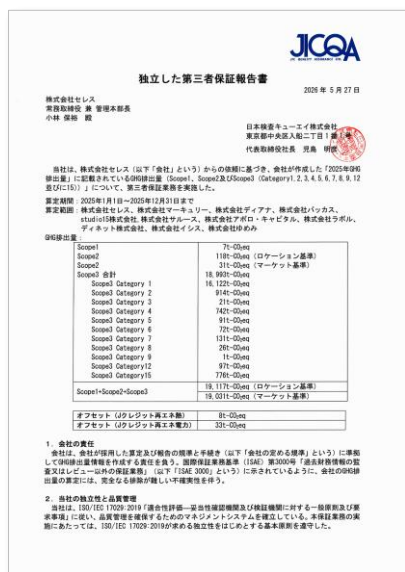 JICQA
JIC QUALITY ASSURANCE LTD.
独立した第三者保証報告書
2026 年 5 月 27 日
株式会社セレス
常務取締役 兼 管理本部長
小林 保裕 殿
日本検査キューエイ株式会社
東京都中央区入船二丁目1番1号
代表取締役社長 児島 明彦
当社は、株式会社セレス（以下「会社」という）からの依頼に基づき、会社が作成した「2025年GHG
排出量」に記載されているGHG排出量（Scope1、Scope2及びScope3（Category1、2、3、4、5、6、7、8、9、12
並びに15））について、第三者保証業務を実施した。
算定期間：2025年1月1日～2025年12月31日まで
算定範囲：株式会社セレス、株式会社マーキュリー、株式会社ディアナ、株式会社バッカス、
studio15株式会社、株式会社サルース、株式会社アポロ・キャピタル、株式会社ラボル、
ディネット株式会社、株式会社イシス、株式会社ゆめみ
GHG排出量：
Scope1 7t-CO₂eq
Scope2 118t-CO₂eq（ロケーション基準）
Scope2 31t-CO₂eq（マーケット基準）
Scope3 合計 18,993t-CO₂eq
Scope3 Category 1 16,122t-CO₂eq
Scope3 Category 2 914t-CO₂eq
Scope3 Category 3 21t-CO₂eq
Scope3 Category 4 742t-CO₂eq
Scope3 Category 5 91t-CO₂eq
Scope3 Category 6 72t-CO₂eq
Scope3 Category 7 131t-CO₂eq
Scope3 Category 8 26t-CO₂eq
Scope3 Category 9 1t-CO₂eq
Scope3 Category12 97t-CO₂eq
Scope3 Category15 776t-CO₂eq
Scope1+Scope2+Scope3 19,117t-CO₂eq（ロケーション基準）
19,031t-CO₂eq（マーケット基準）
オフセット（Jクレジット再エネ熱） 8t-CO₂eq
オフセット（Jクレジット再エネ電力） 33t-CO₂eq
1. 会社の責任
会社は、会社が採用した算定及び報告の規準と手続き（以下「会社の定める規準」という）に準拠
してGHG排出量情報を作成する責任を負う。国際保証業務基準（ISAE）第3000号「過去財務情報の監
査又はレビュー以外の保証業務」（以下「ISAE 3000」という）に示されているように、会社のGHG排
出量の算定には、完全なる排除が難しい不確実性を伴う。
2. 当社の独立性と品質管理
当社は、ISO/IEC 17029:2019「適合性評価―妥当性確認機関及び検証機関に対する一般原則及び要
求事項」に従い、品質管理を確保するためのマネジメントシステムを確立している。本保証業務の実
施にあたっては、ISO/IEC 17029:2019が求める独立性をはじめとする基本原則を遵守した。